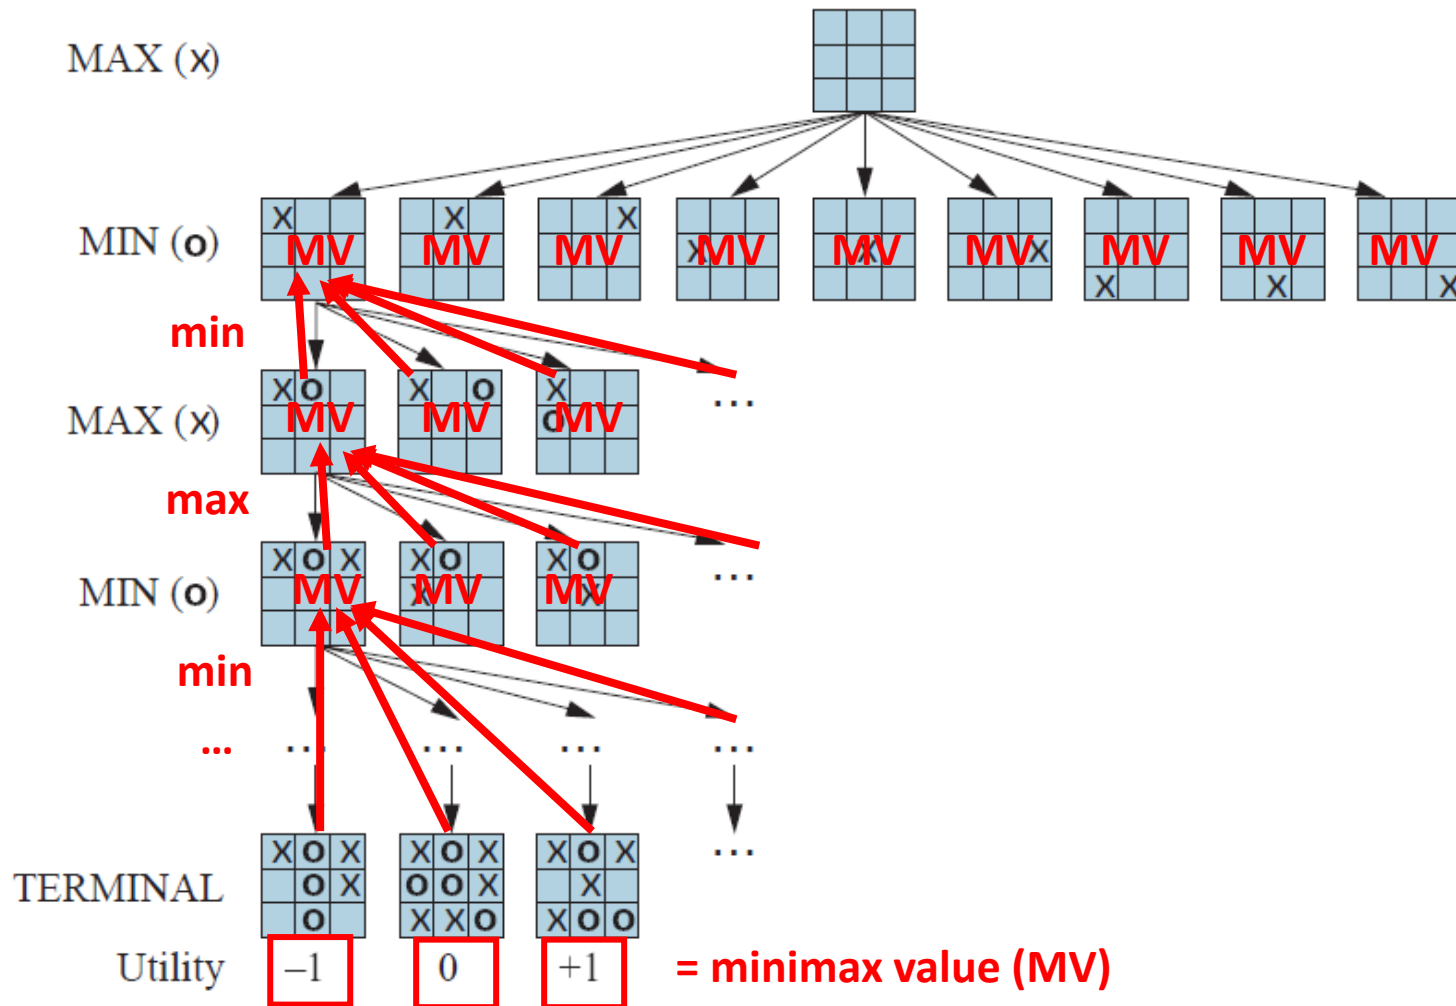 MAX (X)
MIN (O)
X X X X X X X X X
MV MV MV MV MV MV MV MV MV
min
MAX (X)
X O X O X O
MV MV MV
...
max
MIN (O)
X O X X O X X O X
MV MV MV
...
min
... ... ... ... ...
TERMINAL
X O X X O X X O X
O X O O X X
O X X O X O O
...
Utility –1 0 +1 = minimax value (MV)